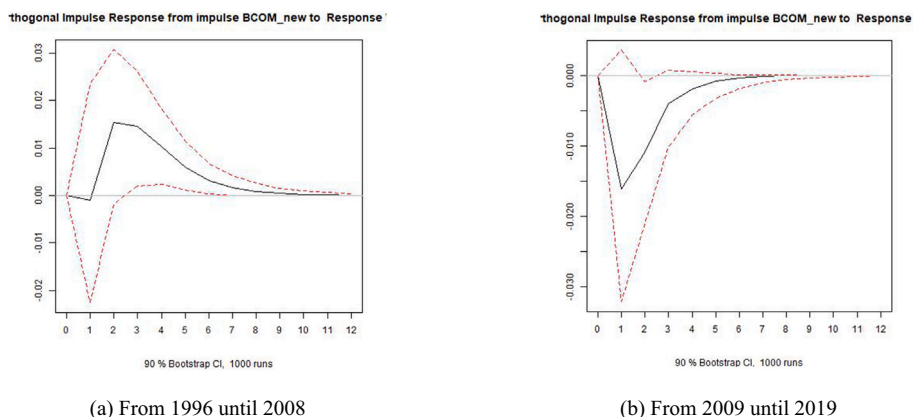 thogonal Impulse Response from impulse BCOM_new to Response
0.03
0.02
0.01
0.00
-0.01
-0.02
0 1 2 3 4 5 6 7 8 9 10 11 12
90 % Bootstrap CI, 1000 runs
(a) From 1996 until 2008
thogonal Impulse Response from impulse BCOM_new to Response
0.000
-0.010
-0.020
-0.030
0 1 2 3 4 5 6 7 8 9 10 11 12
90 % Bootstrap CI, 1000 runs
(b) From 2009 until 2019